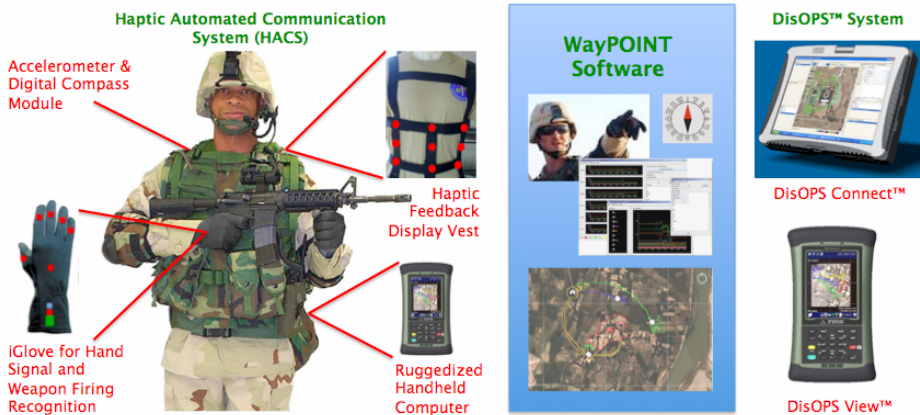 Haptic Automated Communication
System (HACS)
Accelerometer &
Digital Compass
Module
Haptic
Feedback
Display Vest
iGlove for Hand
Signal and
Weapon Firing
Recognition
Ruggedized
Handheld
Computer
WayPOINT
Software
DisOPS™ System
DisOPS Connect™
DisOPS View™